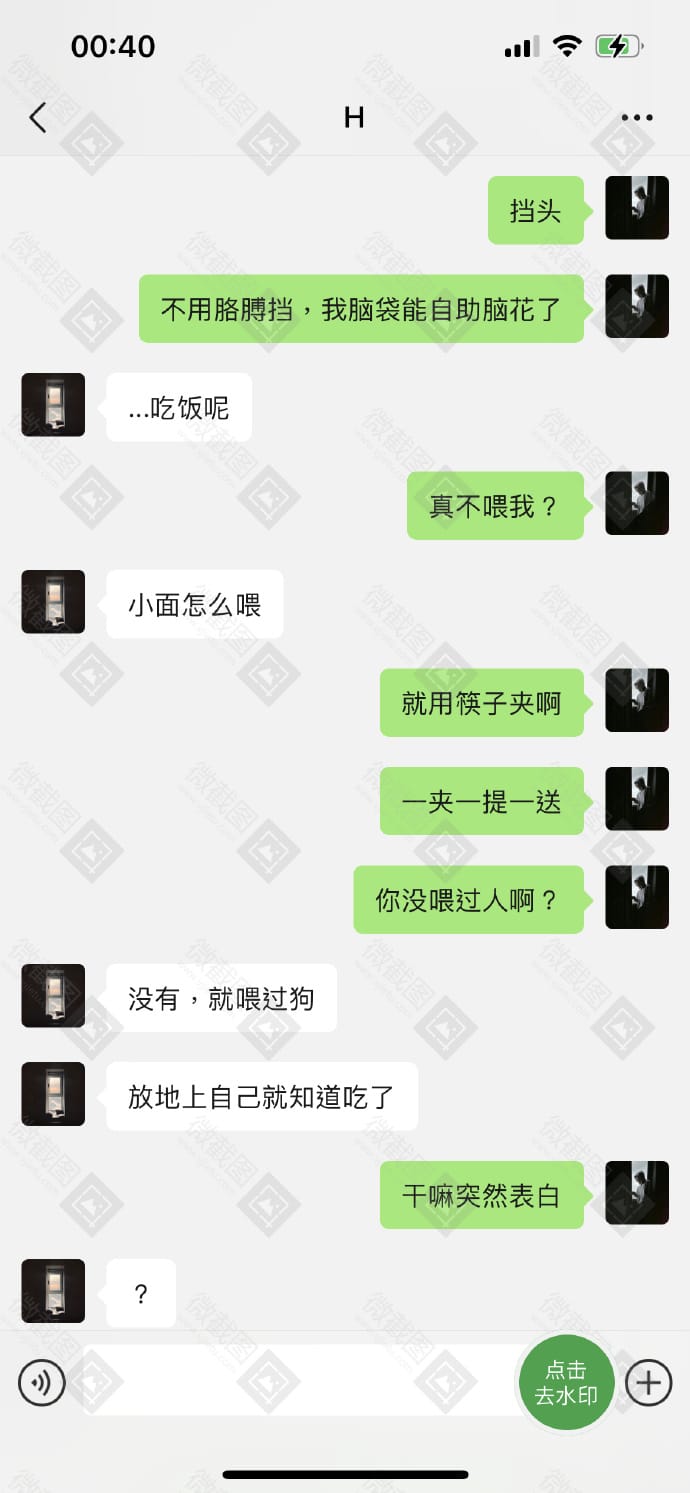 00:40
H
挡头
不用胳膊挡，我脑袋能自助脑花了
...吃饭呢
真不喂我？
小面怎么喂
就用筷子夹啊
一夹一提一送
你没喂过人啊？
没有，就喂过狗
放地上自己就知道吃了
干嘛突然表白
？
点击
去水印
微截图